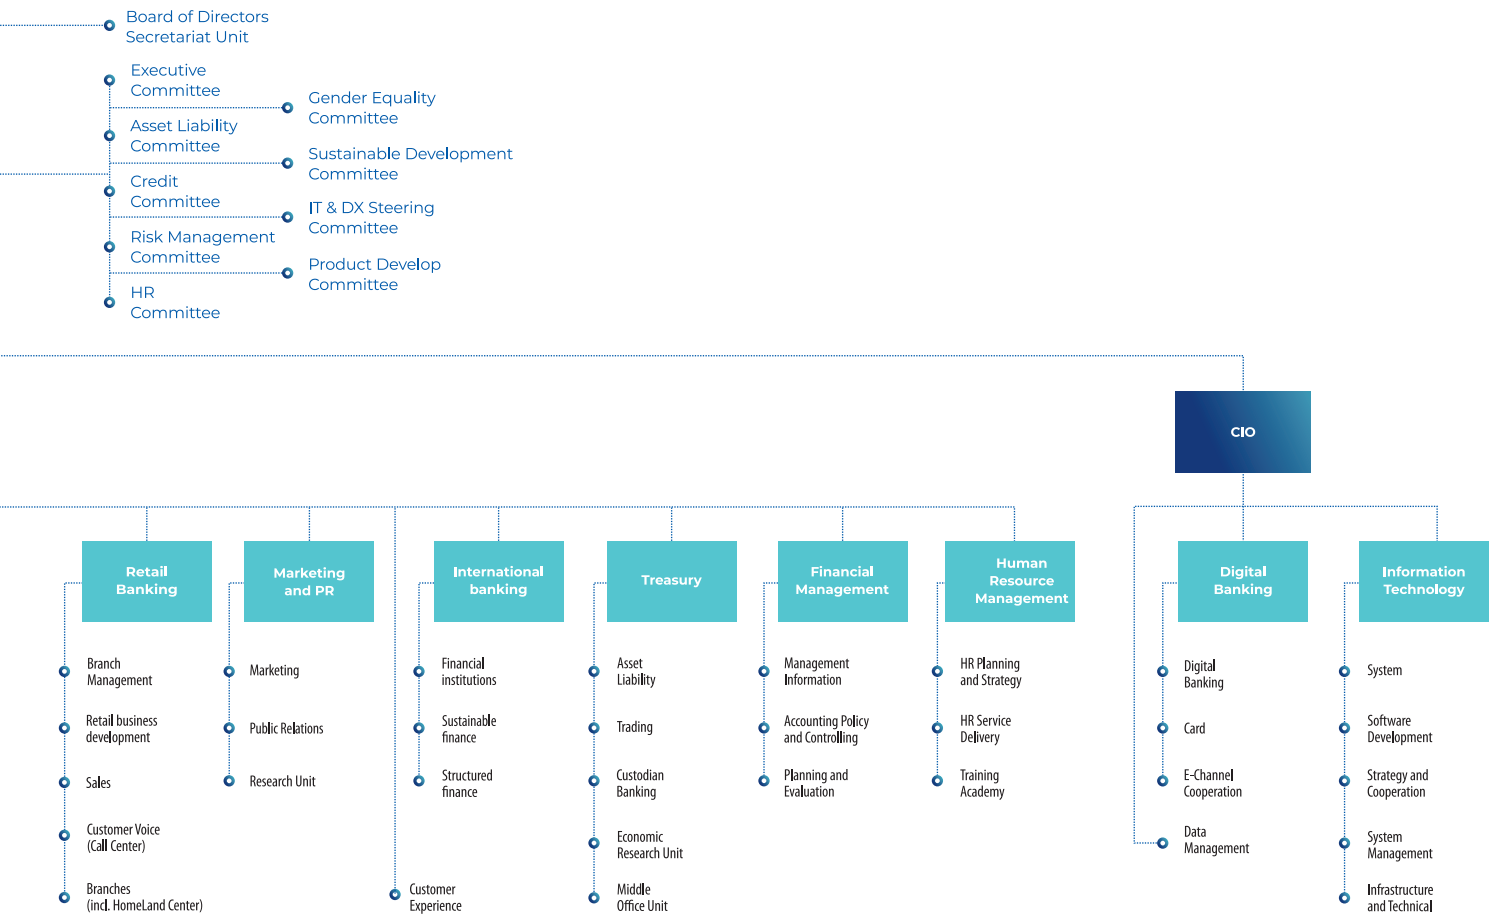 Board of Directors
Secretariat Unit
Executive
Committee
Gender Equality
Committee
Asset Liability
Committee
Sustainable Development
Committee
Credit
Committee
IT & DX Steering
Committee
Risk Management
Committee
Product Develop
Committee
HR
Committee
CIO
Retail
Banking
Marketing
and PR
International
banking
Treasury
Financial
Management
Human
Resource
Management
Digital
Banking
Information
Technology
Branch
Management
Retail business
development
Sales
Customer Voice
(Call Center)
Branches
(incl. HomeLand Center)
Marketing
Public Relations
Research Unit
Customer
Experience
Financial
institutions
Sustainable
finance
Structured
finance
Asset
Liability
Trading
Custodian
Banking
Economic
Research Unit
Middle
Office Unit
Management
Information
Accounting Policy
and Controlling
Planning and
Evaluation
HR Planning
and Strategy
HR Service
Delivery
Training
Academy
Digital
Banking
Card
E-Channel
Cooperation
Data
Management
System
Software
Development
Strategy and
Cooperation
System
Management
Infrastructure
and Technical